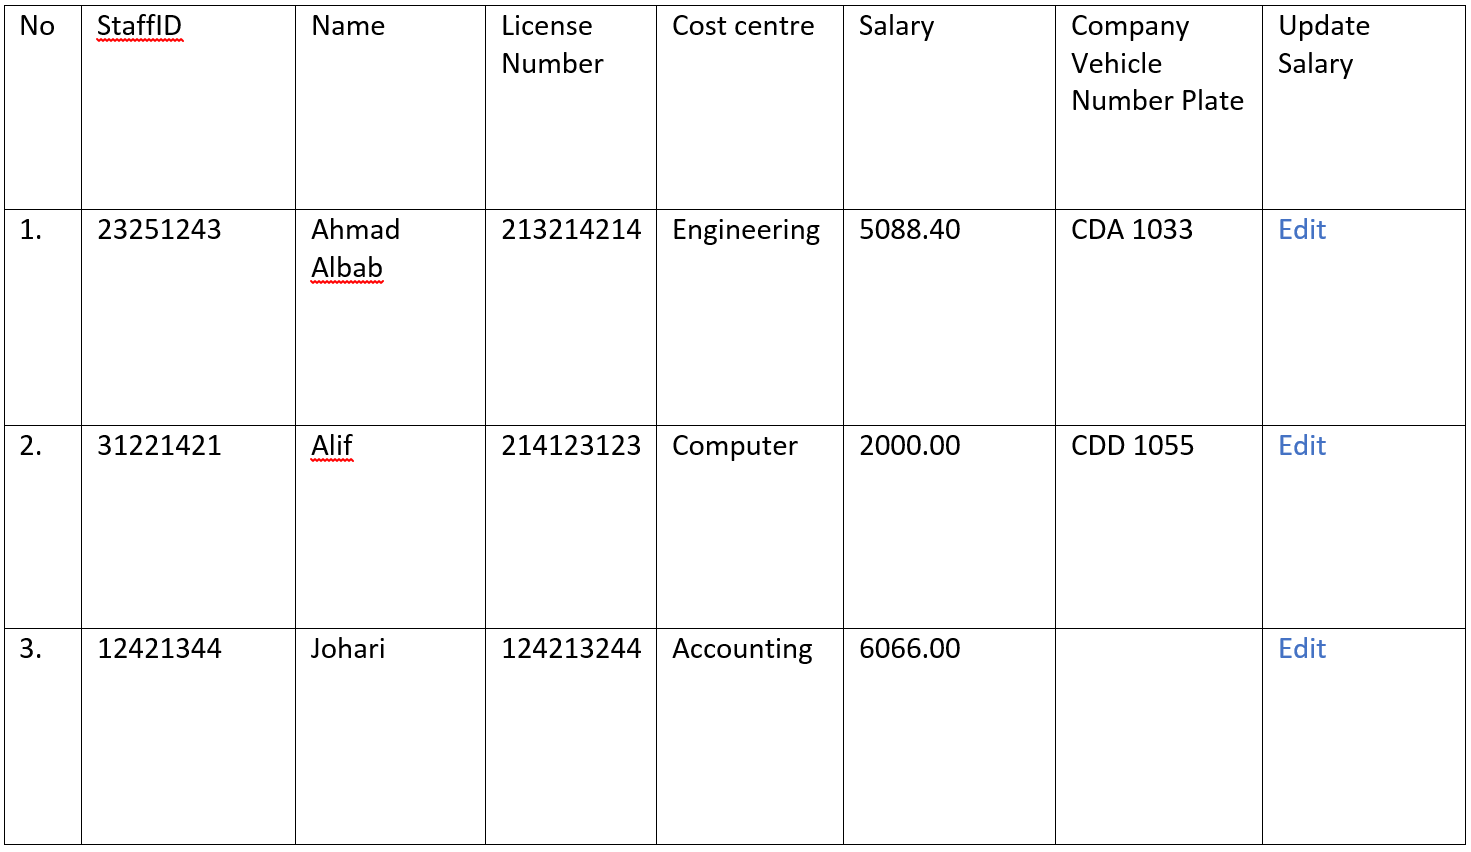 No StaffID Name License Number Cost centre Salary Company Vehicle Number Plate Update Salary
1. 23251243 Ahmad Albab 213214214 Engineering 5088.40 CDA 1033 Edit
2. 31221421 Alif 214123123 Computer 2000.00 CDD 1055 Edit
3. 12421344 Johari 124213244 Accounting 6066.00 Edit